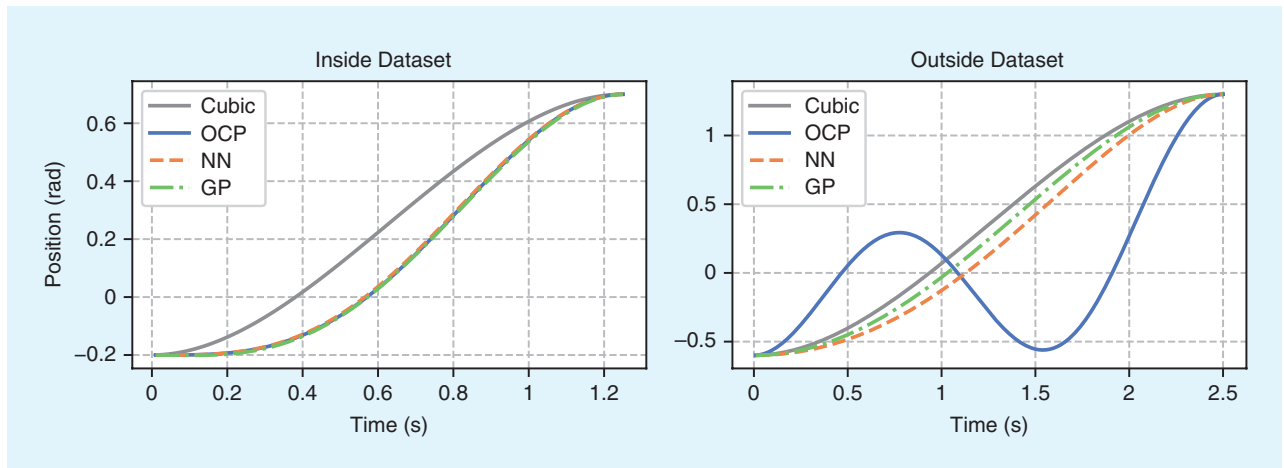 Inside Dataset
Cubic
OCP
NN
GP
0.6
0.4
0.2
0
−0.2
Position (rad)
0
0.2
0.4
0.6
0.8
1.0
1.2
Time (s)
Outside Dataset
Cubic
OCP
NN
GP
1
0.5
0
−0.5
0
0.5
1
1.5
2
2.5
Time (s)